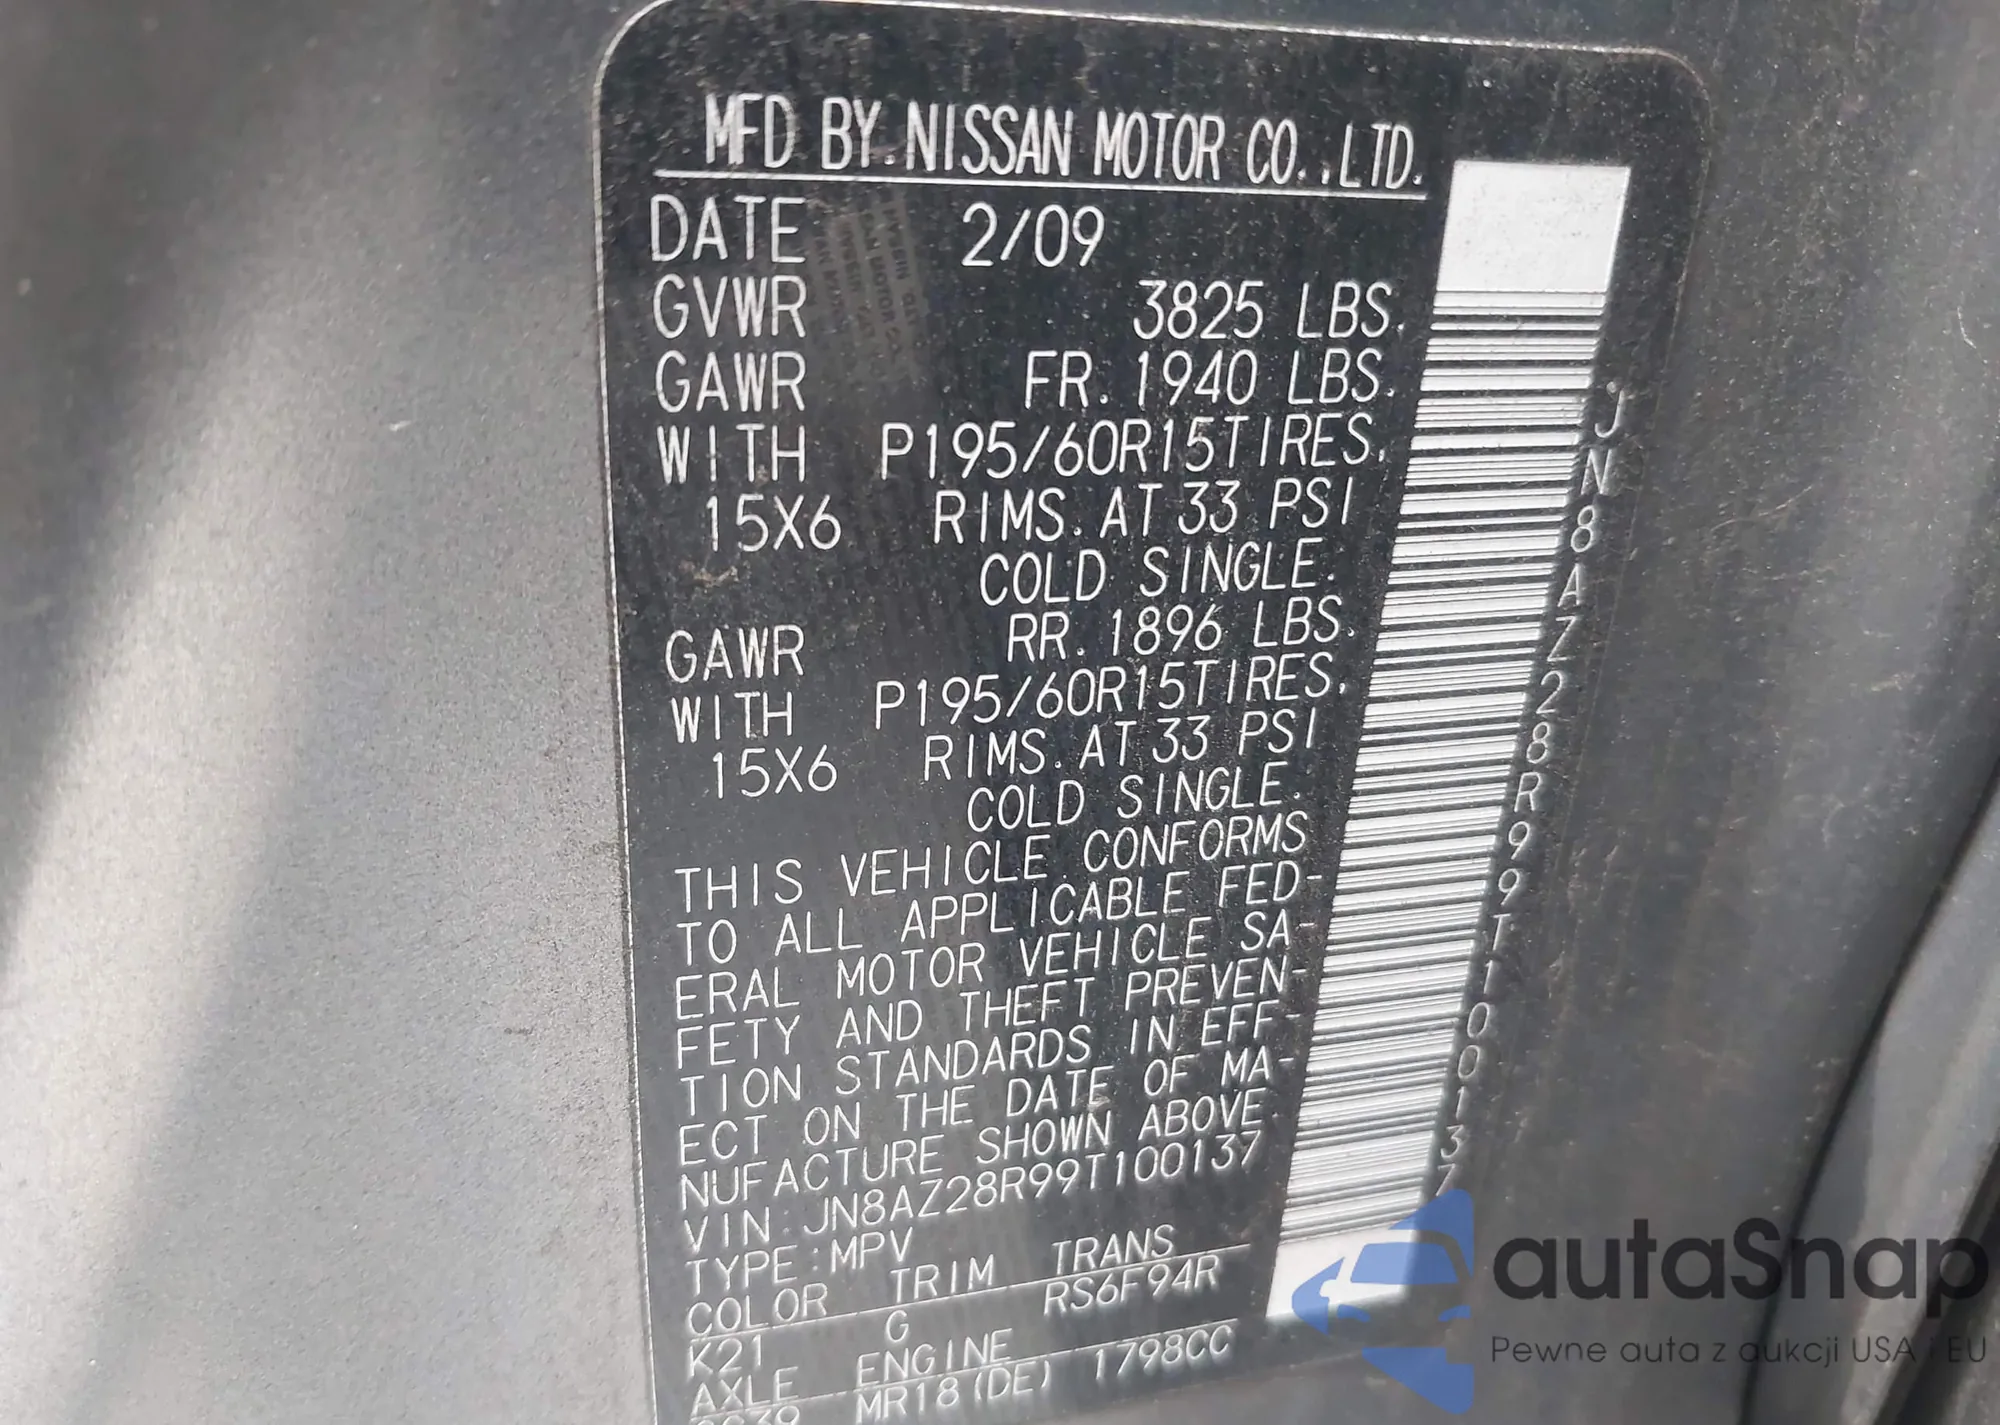 MFD BY NISSAN MOTOR CO.,LTD.
DATE 2/09
GVWR 3825 LBS.
GAWR FR. 1940 LBS.
WITH P195/60R15TIRES,
15X6 RIMS. AT 33 PSI
COLD SINGLE.
GAWR RR. 1896 LBS.
WITH P195/60R15TIRES,
15X6 RIMS. AT 33 PSI
COLD SINGLE.
THIS VEHICLE CONFORMS
TO ALL APPLICABLE FED-
ERAL MOTOR VEHICLE SA-
FETY AND THEFT PREVEN-
TION STANDARDS IN EFF-
ECT ON THE DATE OF MA-
NUFACTURE SHOWN ABOVE.
VIN:JN8AZ28R99T100137
TYPE:MPV
COLOR TRIM TRANS
K21 G RS6F94R
AXLE ENGINE
MR18(DE) 1798CC
JN8AZ28R99T100137
autaSnap
Pewne auta z aukcji USA i EU